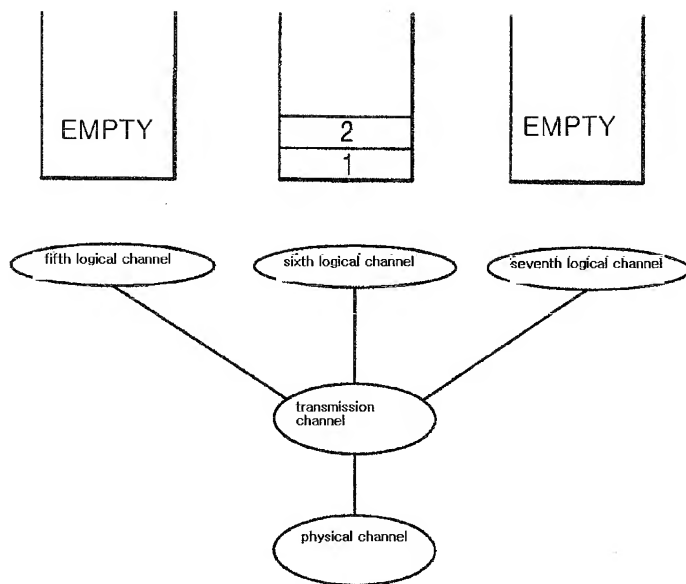 EMPTY
2
1
EMPTY
fifth logical channel
sixth logical channel
seventh logical channel
transmission
channel
physical channel